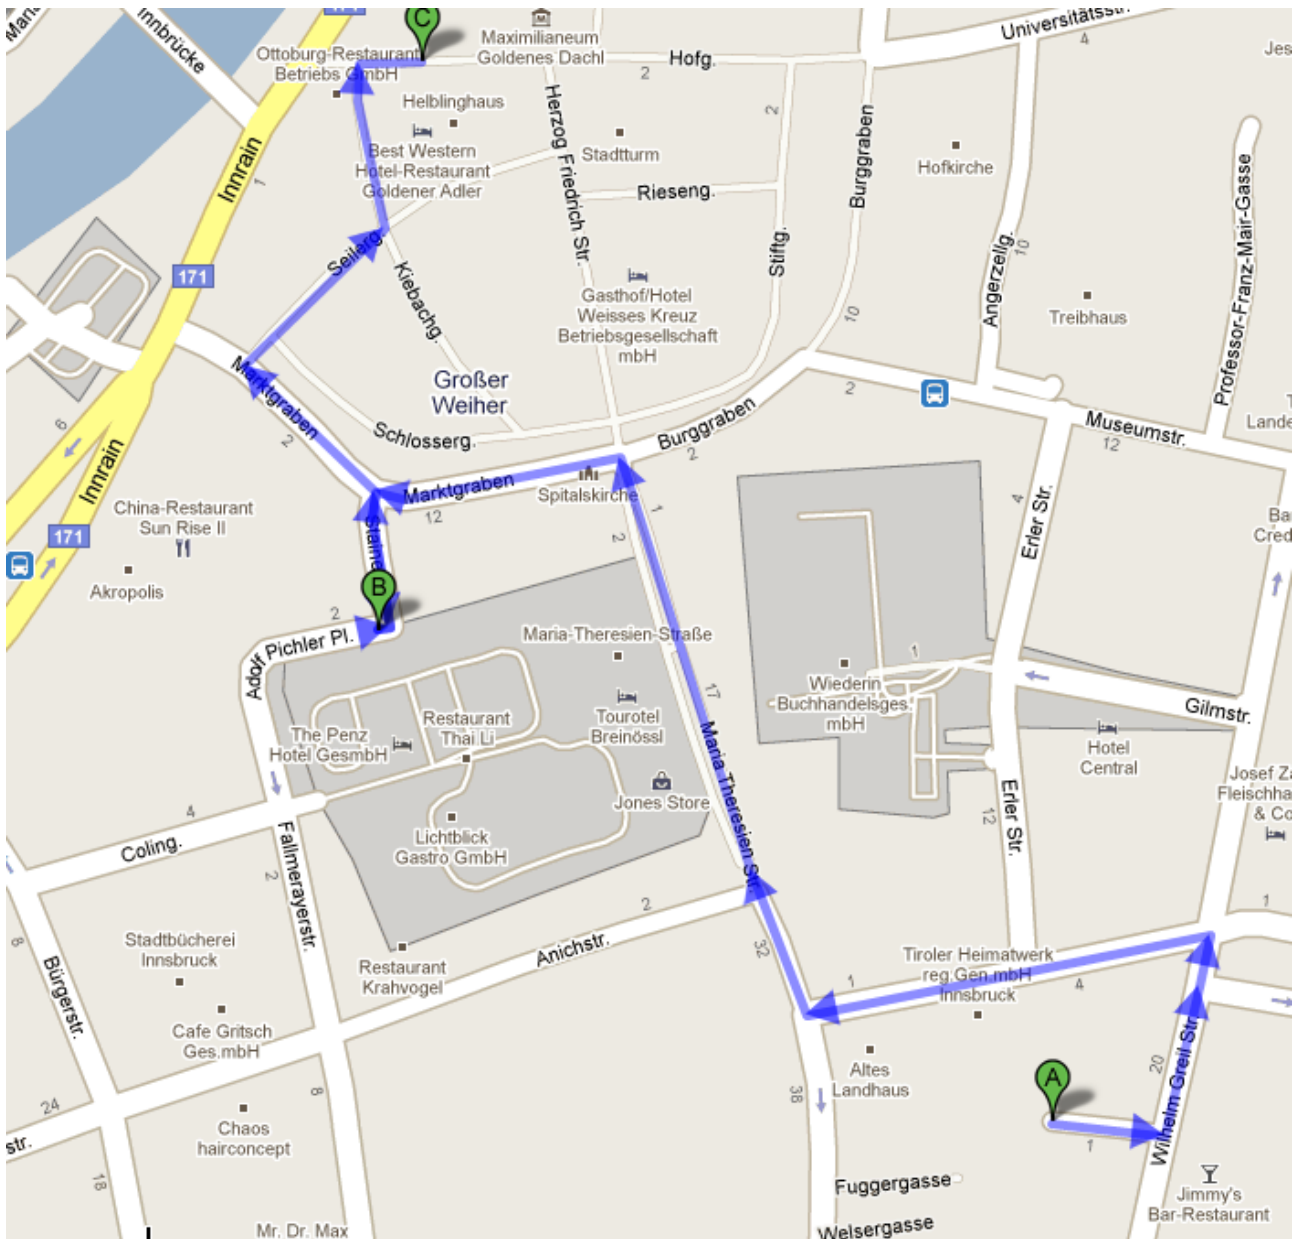 Innbrücke
171
C
Maximilianeum
Goldenes Dachl
Universitätsstr.
4
Ottoburg-Restaurant
Betriebs GmbH
Hofg.
2
Helblinghaus
2
Best Western
Hotel-Restaurant
Goldener Adler
Stadtturm
Herzog Friedrich Str.
Burggraben
Hofkirche
Innrain
1
Rieseng.
Professor-Franz-Mair-Gasse
Seilerg.
Stiftg.
Angerzellg.
10
171
Kiebachg.
Gasthof/Hotel
Weisses Kreuz
Betriebsgesellschaft
mbH
10
Treibhaus
Marktgraben
2
Großer
Weiher
Schlosserg.
Burggraben
2
2
Museumstr.
12
6
Innrain
Marktgraben
12
Spitalskirche
China-Restaurant
Sun Rise II
171
Akropolis
1
2
4
Erler Str.
B
2
Adolf Pichler Pl.
Maria-Theresien-Straße
Wiederin
Buchhandelsges.
mbH
1
Gilmstr.
The Penz
Hotel GesmbH
Restaurant
Thai Li
Tourotel
Breinössl
17
Maria Theresien Str.
Hotel
Central
Jones Store
Erler Str.
12
4
Coling.
Lichtblick
Gastro GmbH
Fallmerayerstr.
2
2
1
8
Stadtbücherei
Innsbruck
Bürgerstr.
Restaurant
Krahvogel
Anichstr.
32
Tiroler Heimatwerk
reg.Gen.mbH
Innsbruck
1
4
Cafe Gritsch
Ges.mbH
Wilhelm Greil Str.
20
Altes
Landhaus
A
38
24
8
Chaos
hairconcept
str.
1
18
Fuggergasse
Jimmy's
Bar-Restaurant
Mr. Dr. Max
Welsergasse